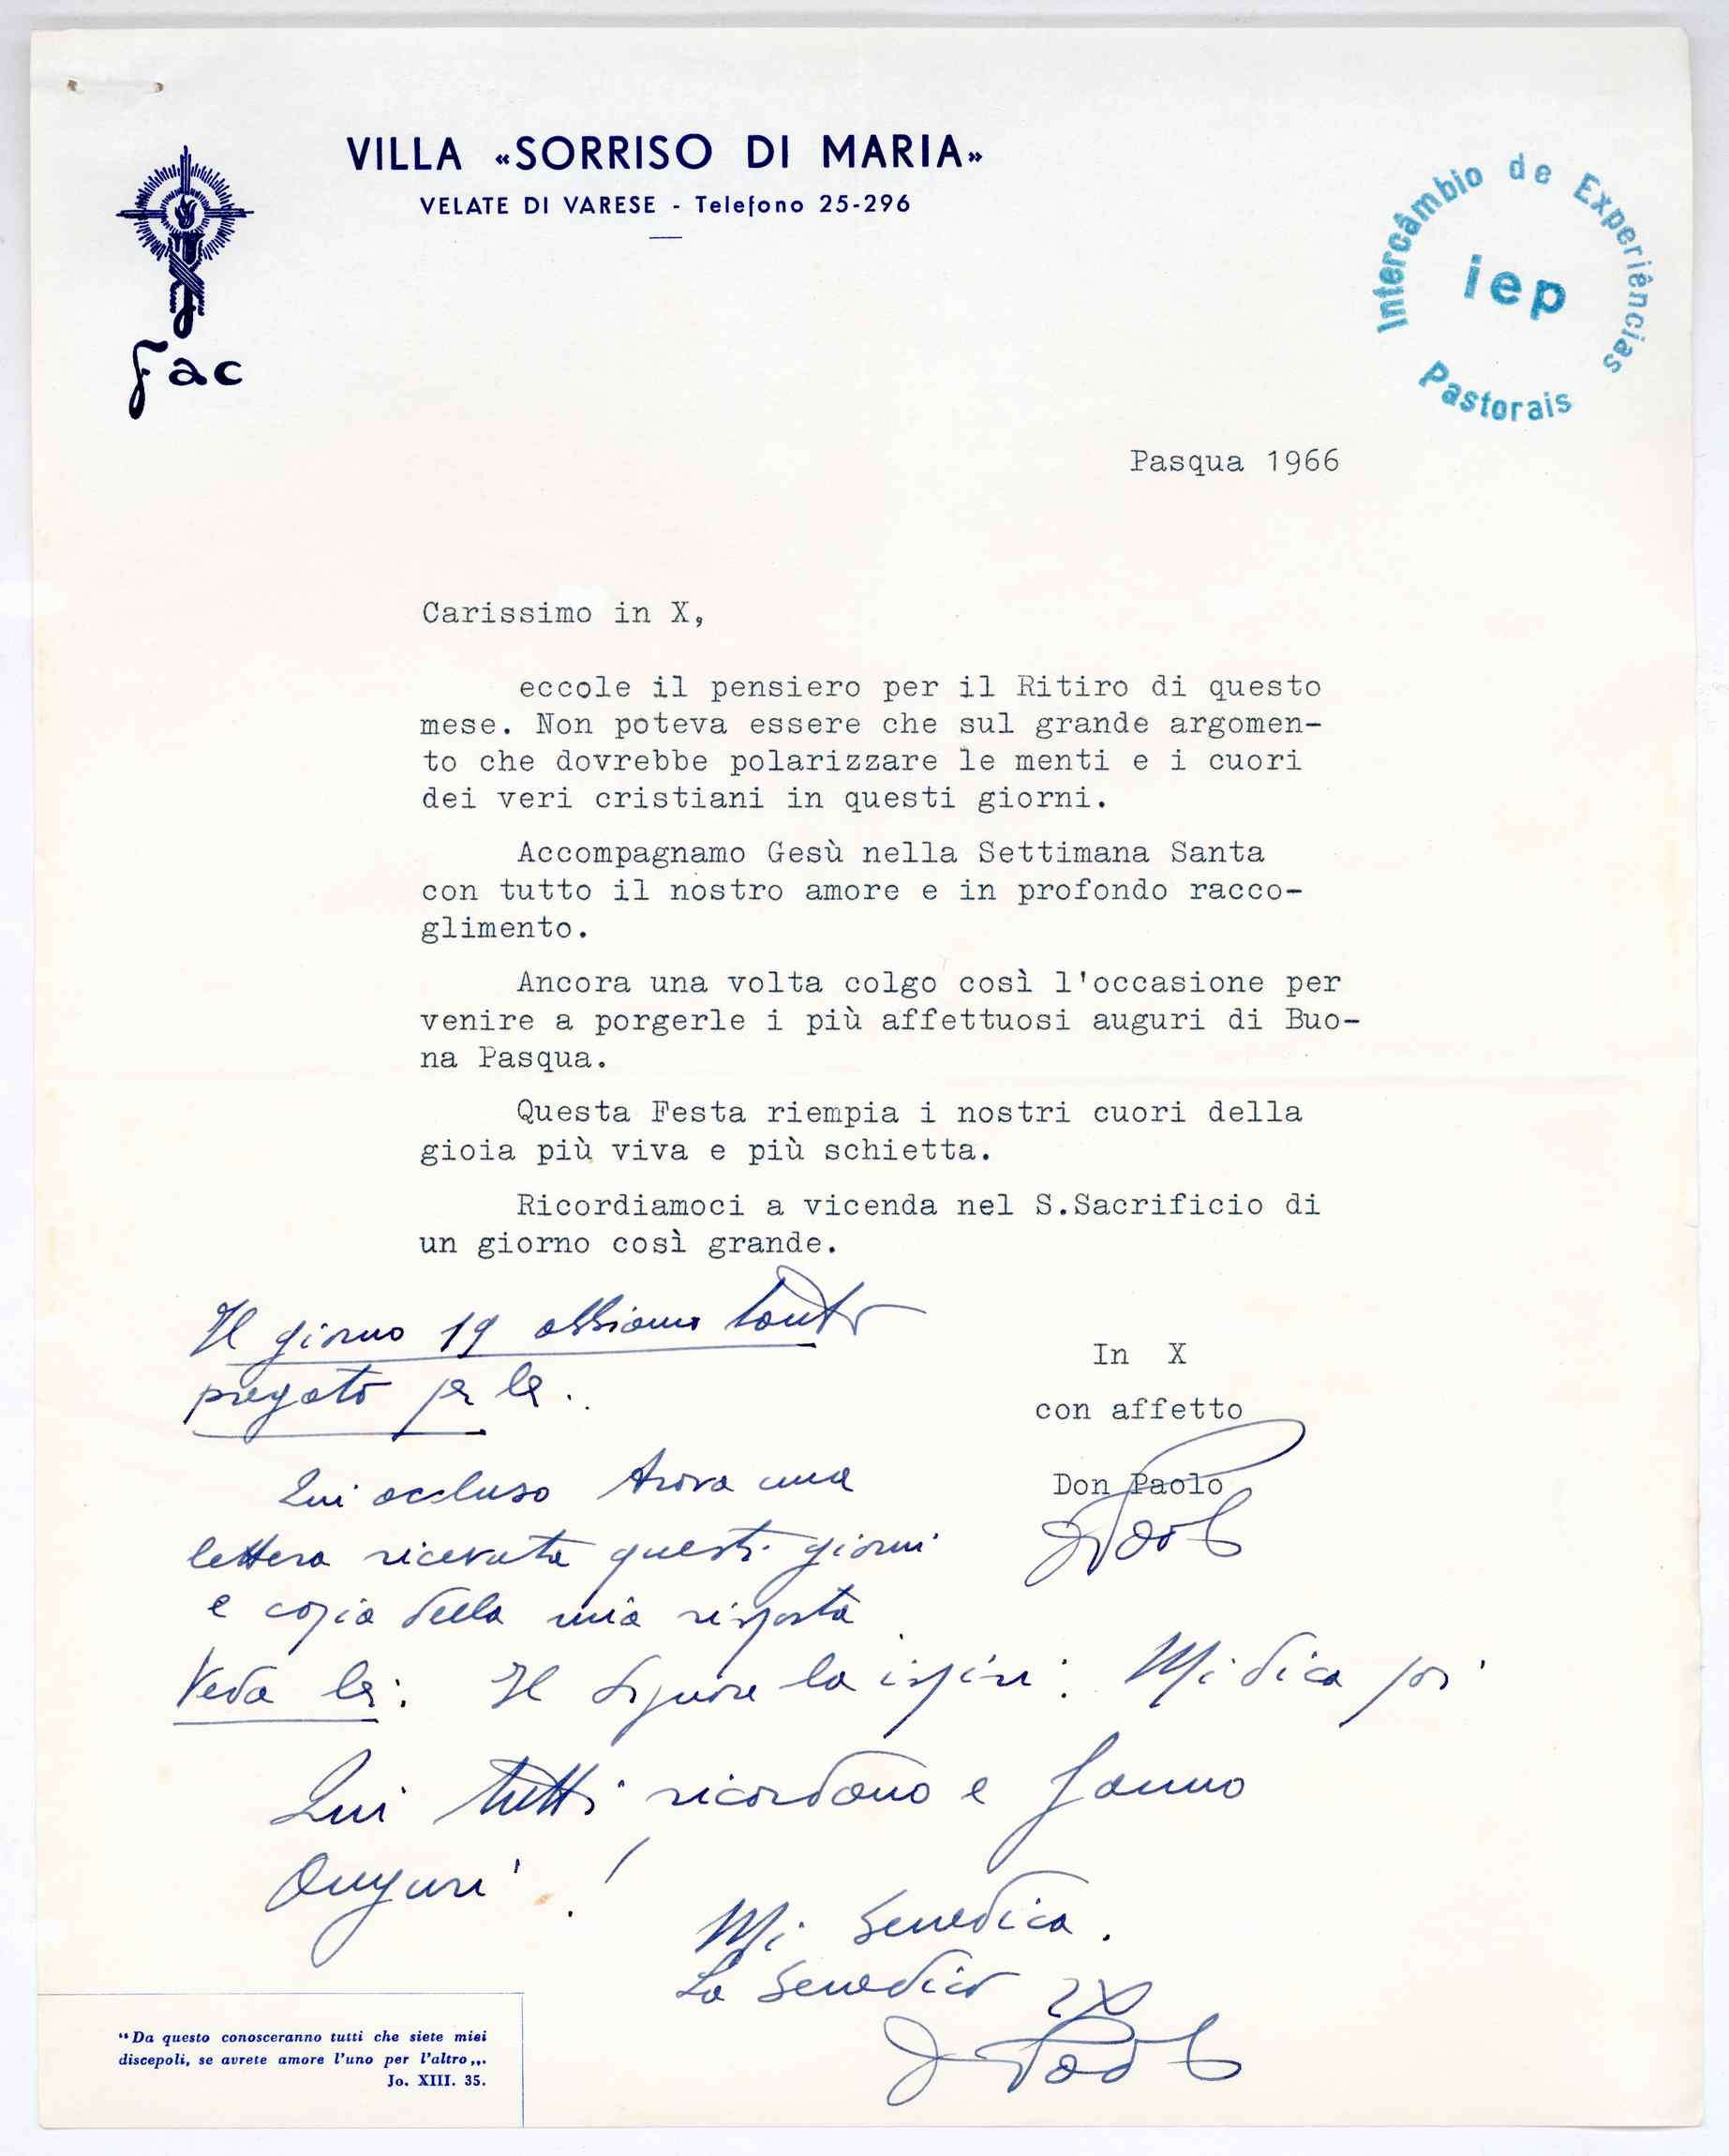 VILLA «SORRISO DI MARIA»
VELATE DI VARESE - Telefono 25-296
fac
Intercâmbio de Experiências
iep
Pastorais
Pasqua 1966
Carissimo in X,
eccole il pensiero per il Ritiro di questo
mese. Non poteva essere che sul grande argomen-
to che dovrebbe polarizzare le menti e i cuori
dei veri cristiani in questi giorni.
Accompagnamo Gesù nella Settimana Santa
con tutto il nostro amore e in profondo racco-
glimento.
Ancora una volta colgo così l'occasione per
venire a porgerle i più affettuosi auguri di Buo-
na Pasqua.
Questa Festa riempia i nostri cuori della
gioia più viva e più schietta.
Ricordiamoci a vicenda nel S.Sacrificio di
un giorno così grande.
In X
con affetto
Don Paolo
d Paolo
Il giorno 19 abbiamo tanto
pregato per lei.
Qui accluso trova una
lettera ricevuta questi giorni
e copia della mia risposta
Veda lei: Il Signore la ispiri: Mi dica poi
Qui tutti ricordano e fanno
Auguri!
Mi benedica.
La benedico
d Paolo
“Da questo conosceranno tutti che siete miei
discepoli, se avrete amore l'uno per l'altro„.
Jo. XIII. 35.